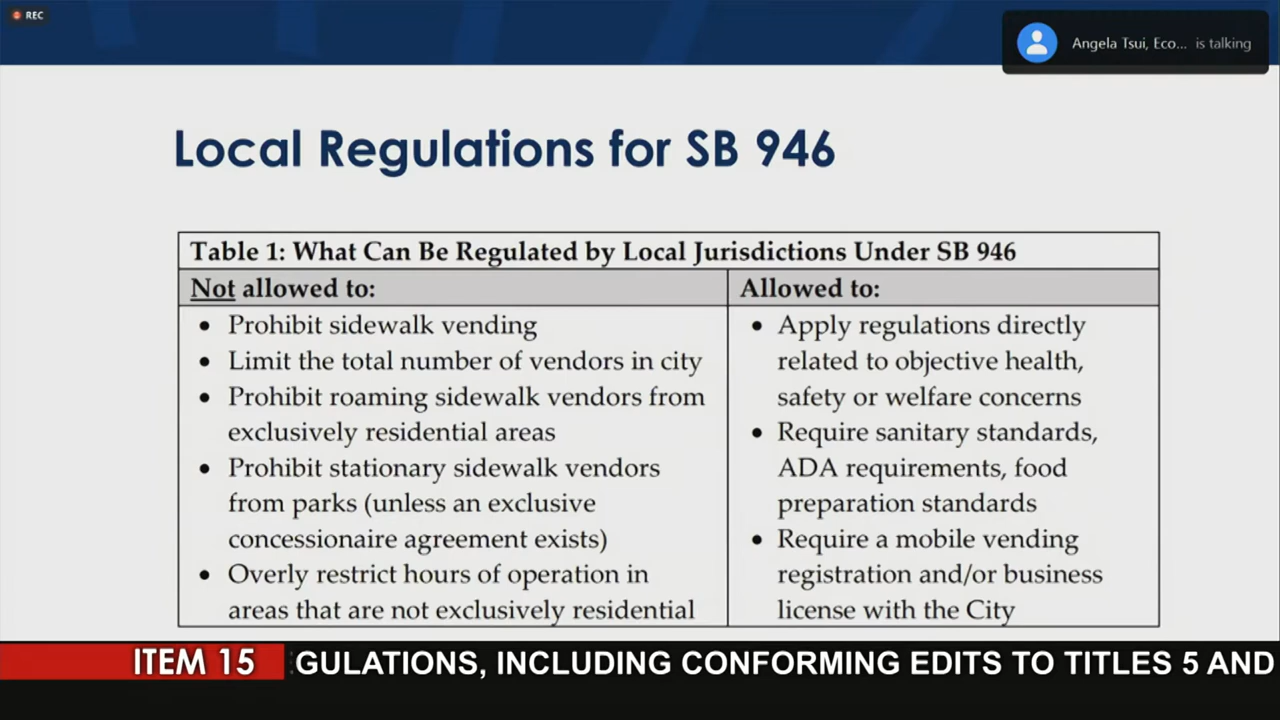 REC
Angela Tsui, Eco... is talking
Local Regulations for SB 946
Table 1: What Can Be Regulated by Local Jurisdictions Under SB 946
Not allowed to:
• Prohibit sidewalk vending
• Limit the total number of vendors in city
• Prohibit roaming sidewalk vendors from
exclusively residential areas
• Prohibit stationary sidewalk vendors
from parks (unless an exclusive
concessionaire agreement exists)
• Overly restrict hours of operation in
areas that are not exclusively residential
Allowed to:
• Apply regulations directly
related to objective health,
safety or welfare concerns
• Require sanitary standards,
ADA requirements, food
preparation standards
• Require a mobile vending
registration and/or business
license with the City
ITEM 15
GULATIONS, INCLUDING CONFORMING EDITS TO TITLES 5 AND